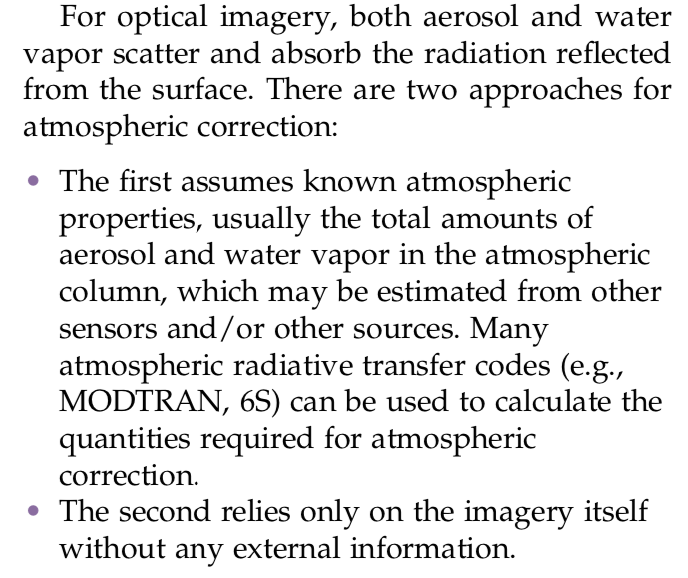 For optical imagery, both aerosol and water
vapor scatter and absorb the radiation reflected
from the surface. There are two approaches for
atmospheric correction:
• The first assumes known atmospheric
properties, usually the total amounts of
aerosol and water vapor in the atmospheric
column, which may be estimated from other
sensors and/or other sources. Many
atmospheric radiative transfer codes (e.g.,
MODTRAN, 6S) can be used to calculate the
quantities required for atmospheric
correction.
• The second relies only on the imagery itself
without any external information.